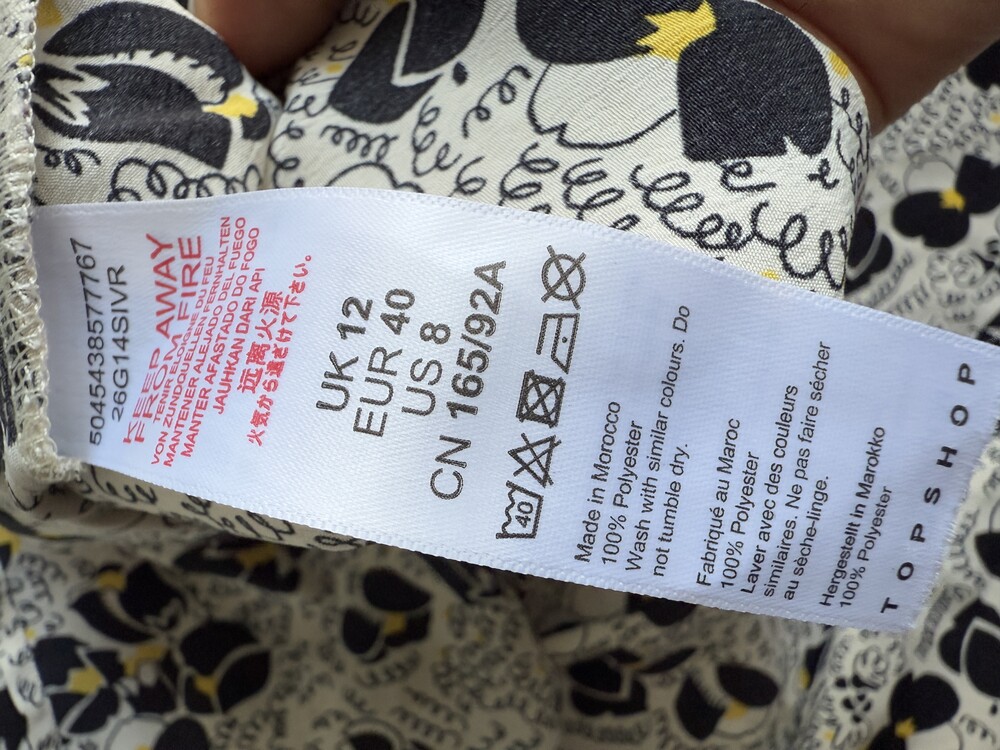 5045438577767
26G14SIVR
KEEP AWAY
FROM FIRE
TENIR ELOIGNE DU FEU
VON ZUNDQUELLEN FERNHALTEN
MANTENER ALEJADO DEL FUEGO
MANTER AFASTADO DO FOGO
JAUHKAN DARI API
远离火源
火気から遠ざけて下さい。
UK 12
EUR 40
US 8
CN 165/92A
40
Made in Morocco
100% Polyester
Wash with similar colours. Do
not tumble dry.
Fabriqué au Maroc
100% Polyester
Laver avec des couleurs
similaires. Ne pas faire sécher
au sèche-linge.
Hergestellt in Marokko
100% Polyester
TOPSHOP